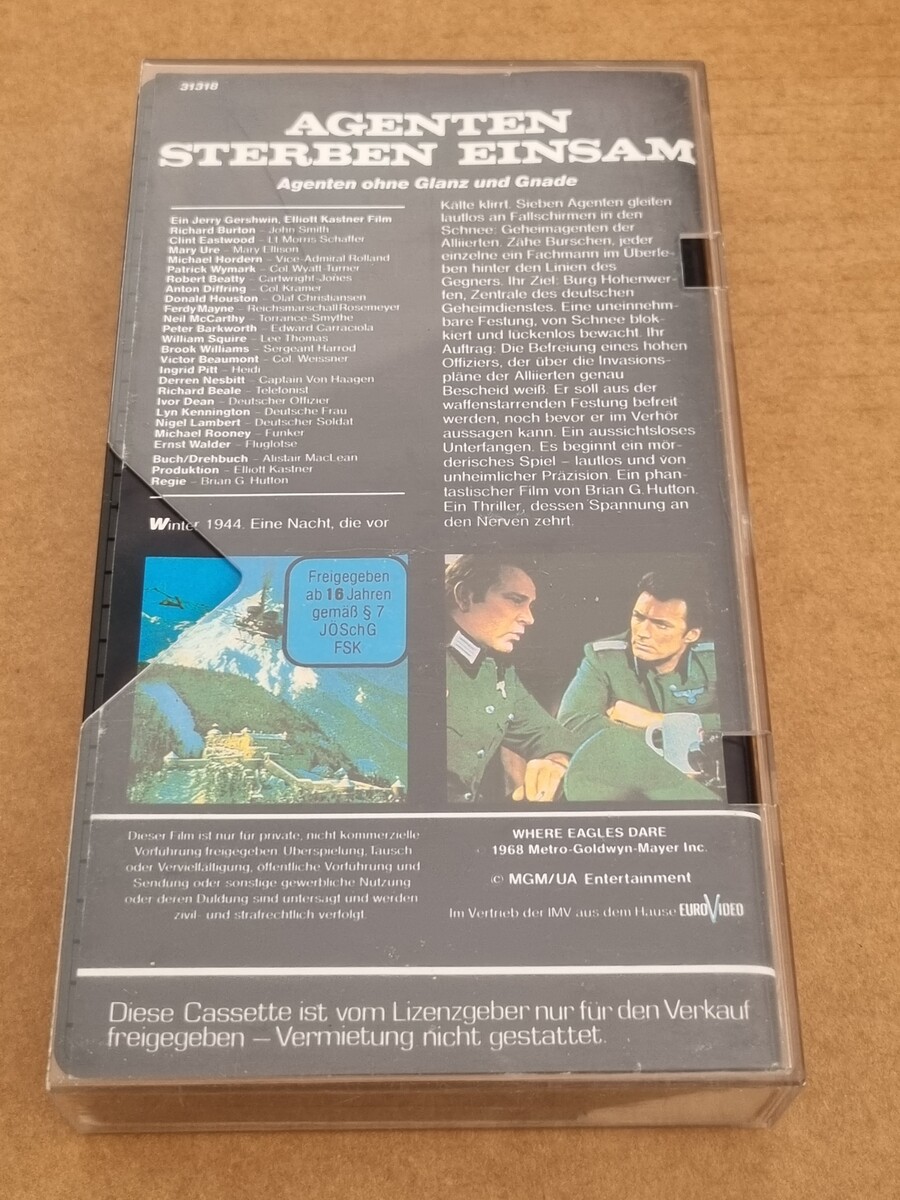 31310
AGENTEN
STERBEN EINSAM
Agenten ohne Glanz und Gnade
Ein Jerry Gershwin, Elliott Kastner Film
Richard Burton – John Smith
Clint Eastwood – Lt Morris Schaffer
Mary Ure – Mary Ellison
Michael Hordern – Vice-Admiral Rolland
Patrick Wymark – Col. Wyatt-Turner
Robert Beatty – Cartwright-Jones
Anton Diffring – Col Kramer
Donald Houston – Olaf Christiansen
Ferdy Mayne – Reichsmarschall Rosemeyer
Neil McCarthy – Torrance-Smythe
Peter Barkworth – Edward Carraciola
William Squire – Lee Thomas
Brook Williams – Sergeant Harrod
Victor Beaumont – Col. Weissner
Ingrid Pitt – Heidi
Derren Nesbitt – Captain Von Haagen
Richard Beale – Telefonist
Ivor Dean – Deutscher Offizier
Lyn Kennington – Deutsche Frau
Nigel Lambert – Deutscher Soldat
Michael Rooney – Funker
Ernst Walder – Fluglotse
Buch/Drehbuch – Alistair MacLean
Produktion – Elliott Kastner
Regie – Brian G. Hutton
Winter 1944. Eine Nacht, die vor
Kälte klirrt. Sieben Agenten gleiten
lautlos an Fallschirmen in den
Schnee: Geheimagenten der
Alliierten. Zähe Burschen, jeder
einzelne ein Fachmann im Überle-
ben hinter den Linien des
Gegners. Ihr Ziel: Burg Hohenwer-
fen, Zentrale des deutschen
Geheimdienstes. Eine uneinnehm-
bare Festung, von Schnee blok-
kiert und lückenlos bewacht. Ihr
Auftrag: Die Befreiung eines hohen
Offiziers, der über die Invasions-
pläne der Alliierten genau
Bescheid weiß. Er soll aus der
waffenstarrenden Festung befreit
werden, noch bevor er im Verhör
aussagen kann. Ein aussichtsloses
Unterfangen. Es beginnt ein mör-
derisches Spiel – lautlos und von
unheimlicher Präzision. Ein phan-
tastischer Film von Brian G. Hutton.
Ein Thriller, dessen Spannung an
den Nerven zehrt.
Freigegeben
ab 16 Jahren
gemäß § 7
JÖSchG
FSK
Dieser Film ist nur für private, nicht kommerzielle
Vorführung freigegeben. Überspielung, Tausch
oder Vervielfältigung, öffentliche Vorführung und
Sendung oder sonstige gewerbliche Nutzung
oder deren Duldung sind untersagt und werden
zivil- und strafrechtlich verfolgt.
WHERE EAGLES DARE
1968 Metro-Goldwyn-Mayer Inc.
© MGM/UA Entertainment
Im Vertrieb der IMV aus dem Hause EUROVIDEO
Diese Cassette ist vom Lizenzgeber nur für den Verkauf
freigegeben – Vermietung nicht gestattet.